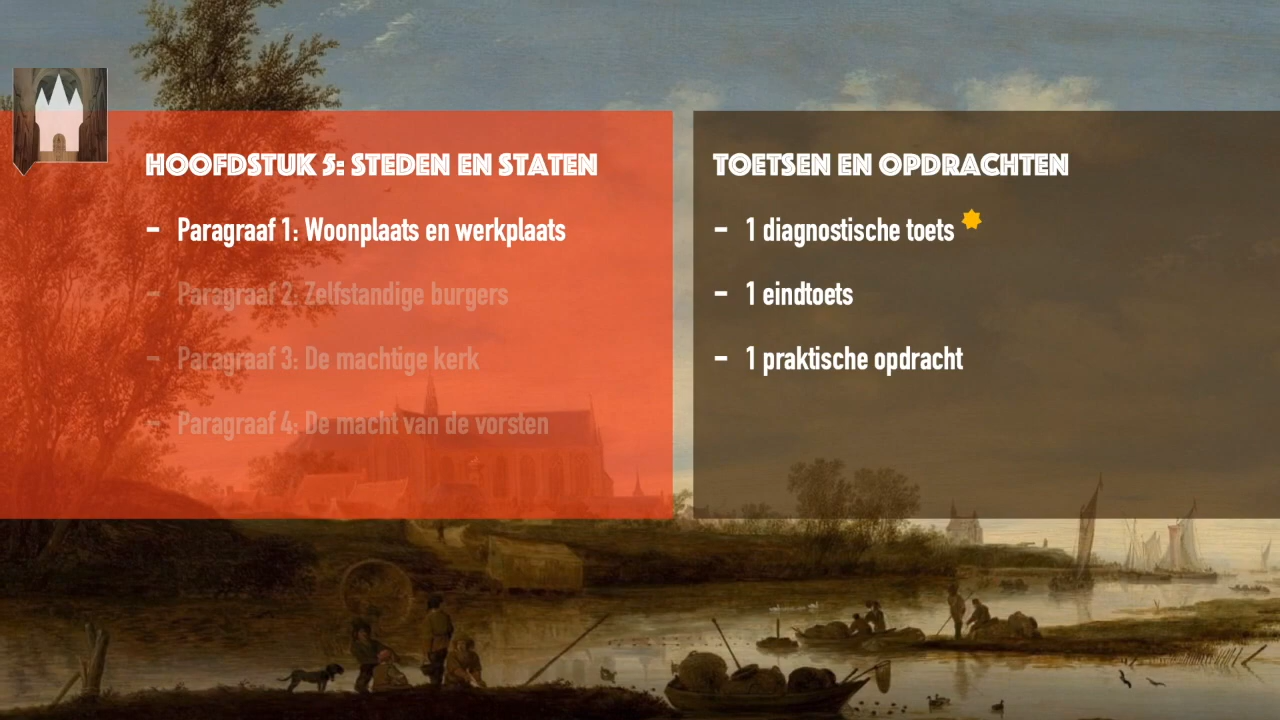 HOOFDSTUK 5: STEDEN EN STATEN
- Paragraaf 1: Woonplaats en werkplaats
- Paragraaf 2: Zelfstandige burgers
- Paragraaf 3: De machtige kerk
- Paragraaf 4: De macht van de vorsten
TOETSEN EN OPDRACHTEN
- 1 diagnostische toets
- 1 eindtoets
- 1 praktische opdracht